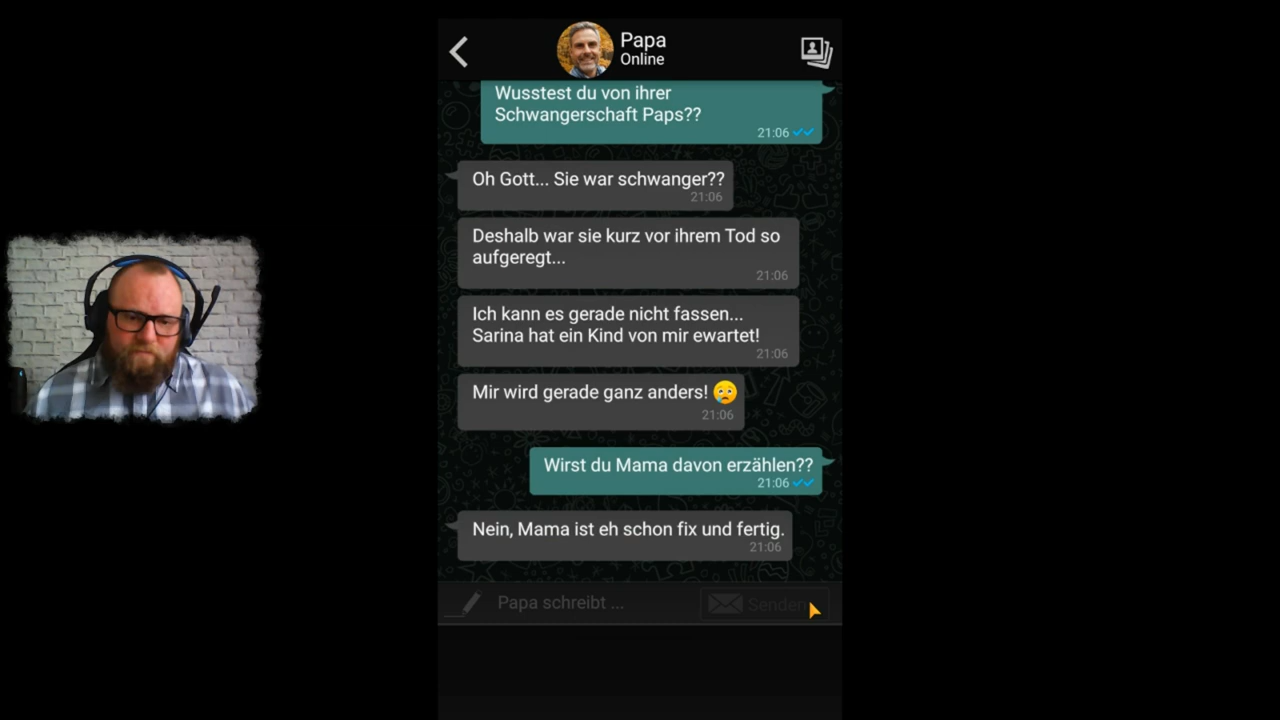 Papa
Online
Wusstest du von ihrer
Schwangerschaft Paps??
21:06
Oh Gott... Sie war schwanger??
21:06
Deshalb war sie kurz vor ihrem Tod so
aufgeregt...
21:06
Ich kann es gerade nicht fassen...
Sarina hat ein Kind von mir ewartet!
21:06
Mir wird gerade ganz anders! 😢
21:06
Wirst du Mama davon erzählen??
21:06
Nein, Mama ist eh schon fix und fertig.
21:06
Papa schreibt ...
Senden